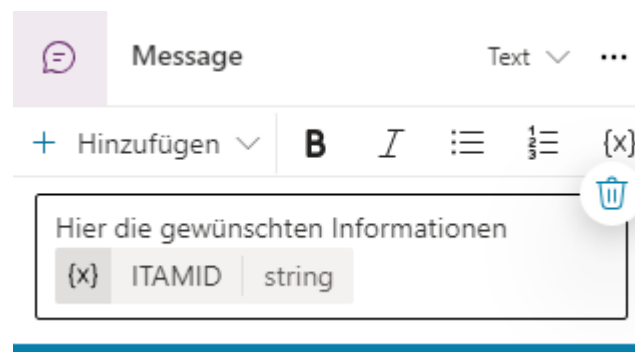 Message
Text
Hinzufügen B I {x}
Hier die gewünschten Informationen
{x} ITAMID string